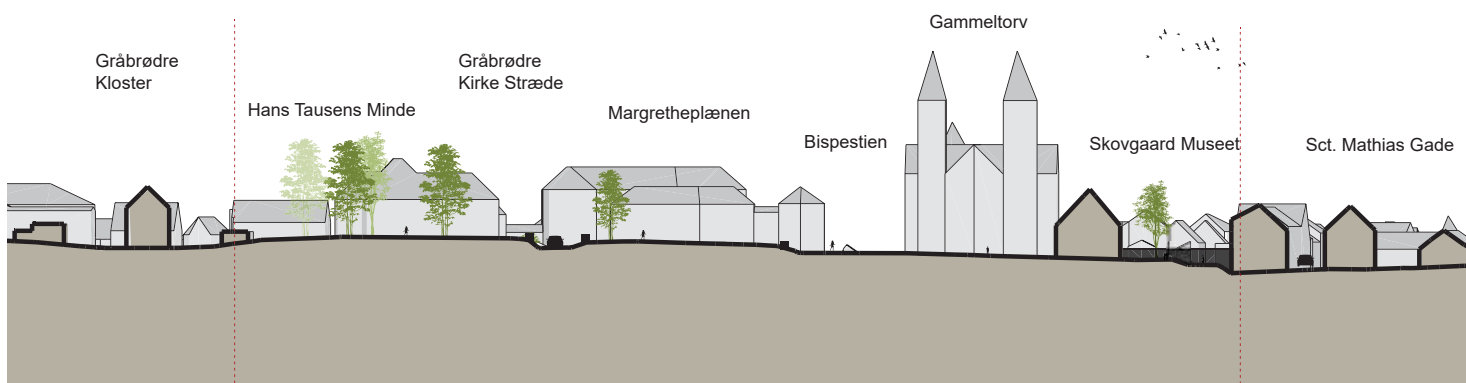 Gråbrødre
Kloster
Hans Tausens Minde
Gråbrødre
Kirke Stræde
Margretheplænen
Bispestien
Gammeltorv
Skovgaard Museet
Sct. Mathias Gade